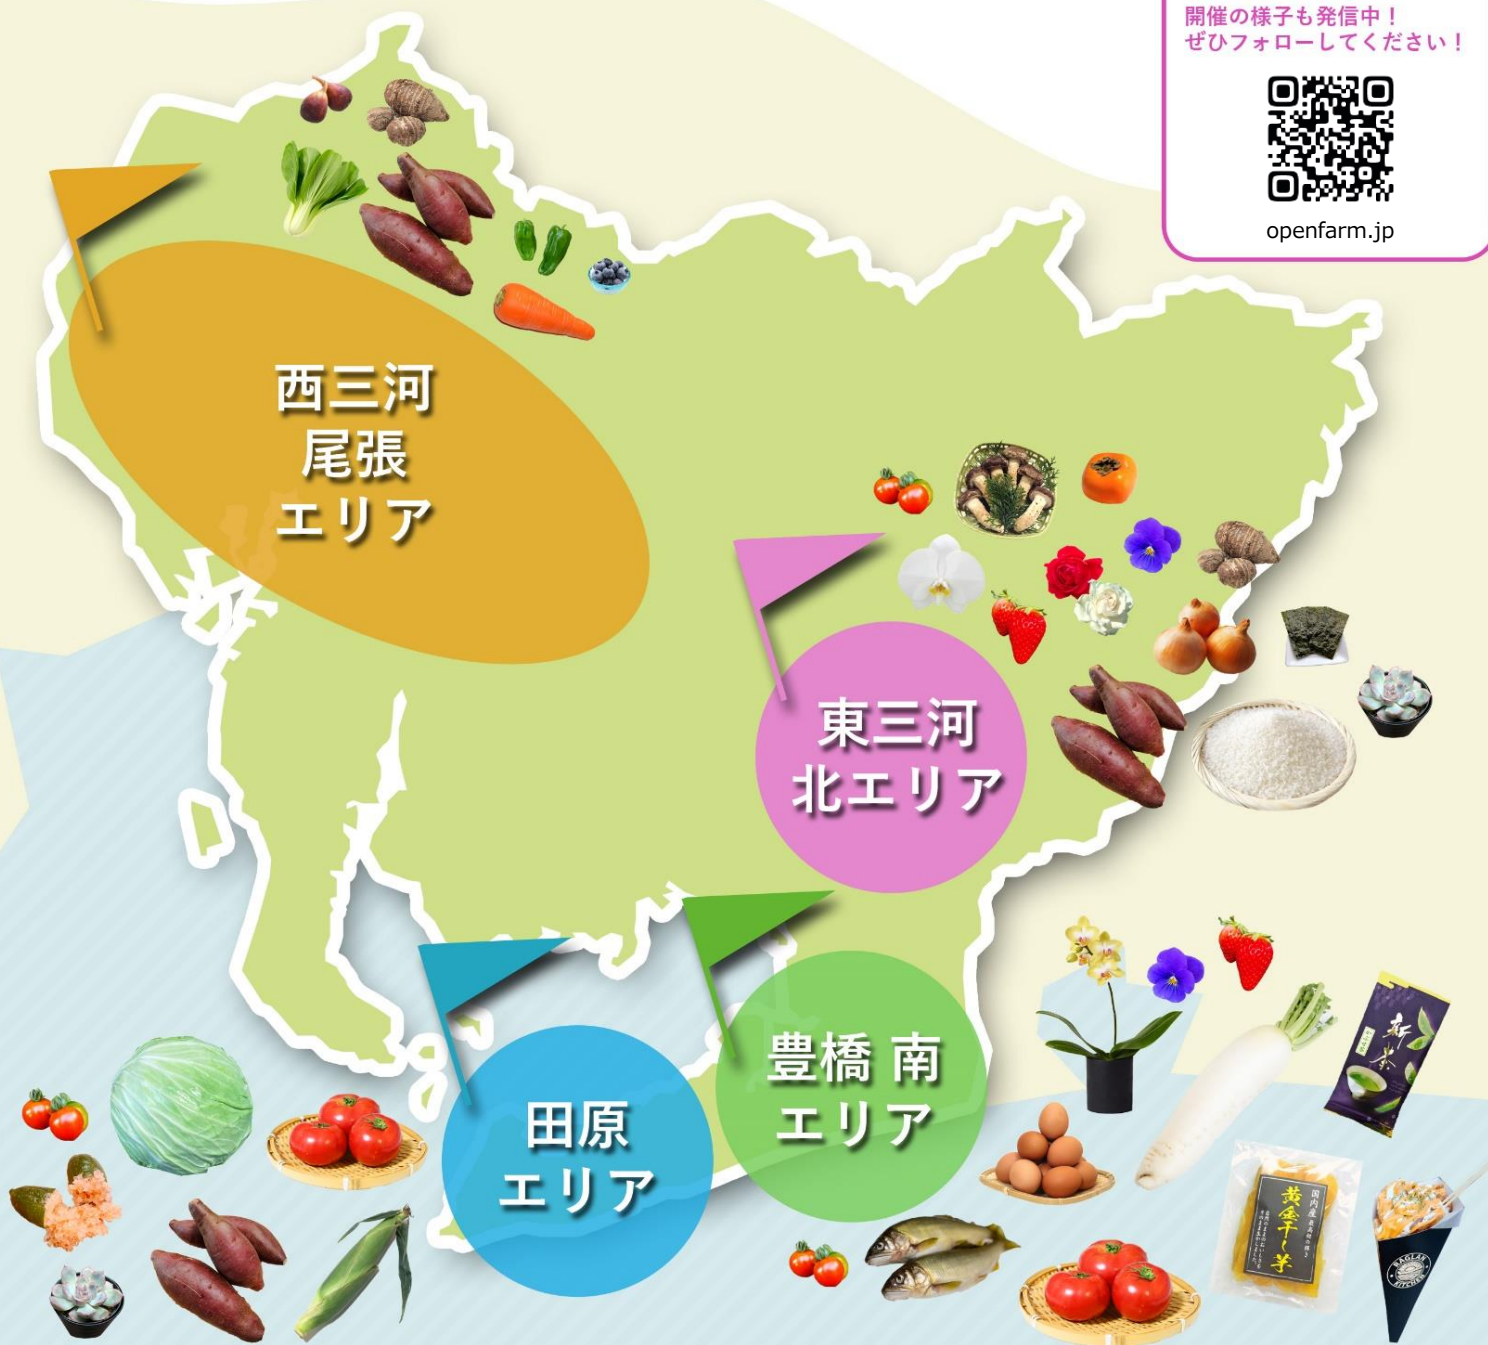 開催の様子も発信中！
ぜひフォローしてください！
openfarm.jp
西三河
尾張
エリア
東三河
北エリア
豊橋 南
エリア
田原
エリア
新茶
国内産
黄金干し芋
RAGLAN
KITCHEN